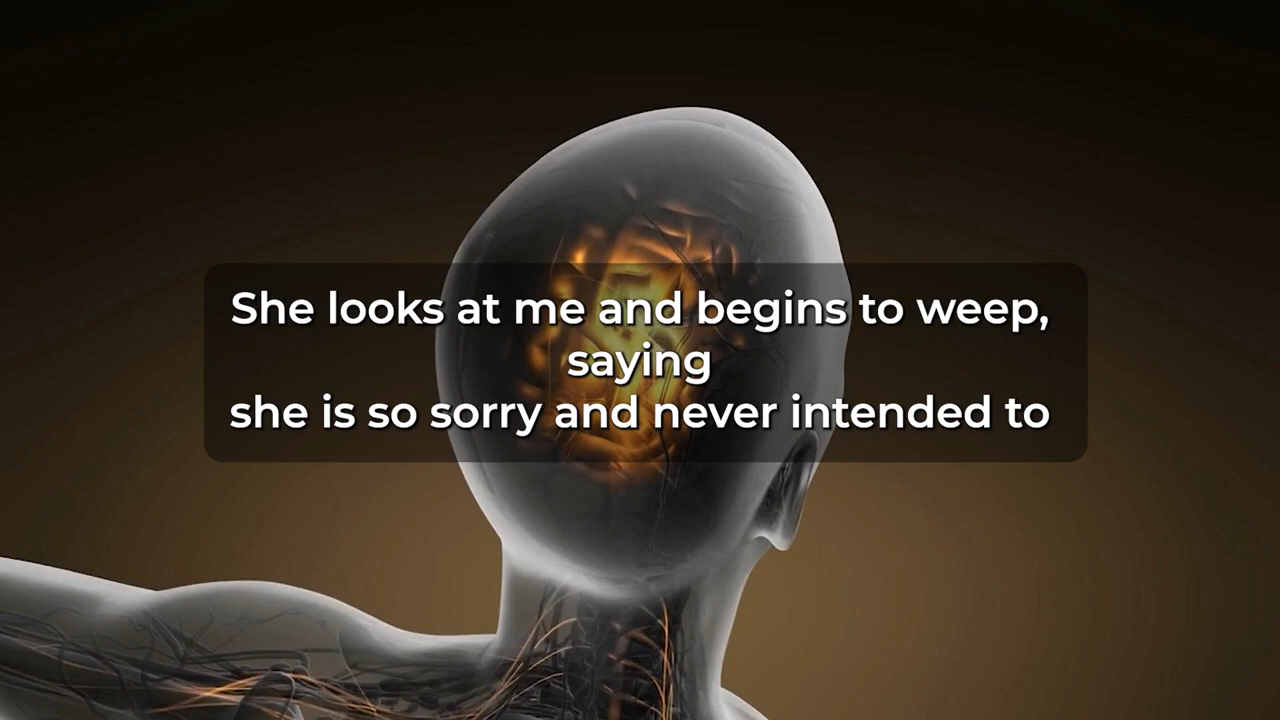 She looks at me and begins to weep,
saying
she is so sorry and never intended to